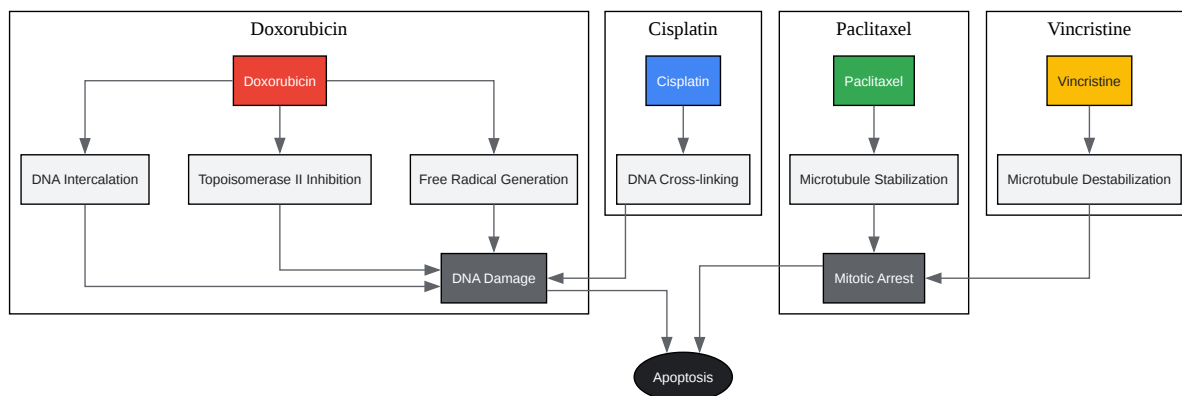 Doxorubicin
Cisplatin
Paclitaxel
Vincristine
Doxorubicin
Cisplatin
Paclitaxel
Vincristine
DNA Intercalation
Topoisomerase II Inhibition
Free Radical Generation
DNA Cross-linking
Microtubule Stabilization
Microtubule Destabilization
DNA Damage
Mitotic Arrest
Apoptosis